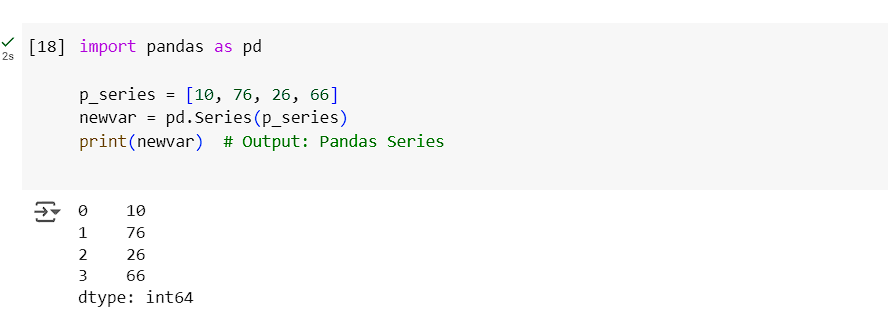 [18] import pandas as pd
2s
p_series = [10, 76, 26, 66]
newvar = pd.Series(p_series)
print(newvar)  # Output: Pandas Series
0    10
1    76
2    26
3    66
dtype: int64